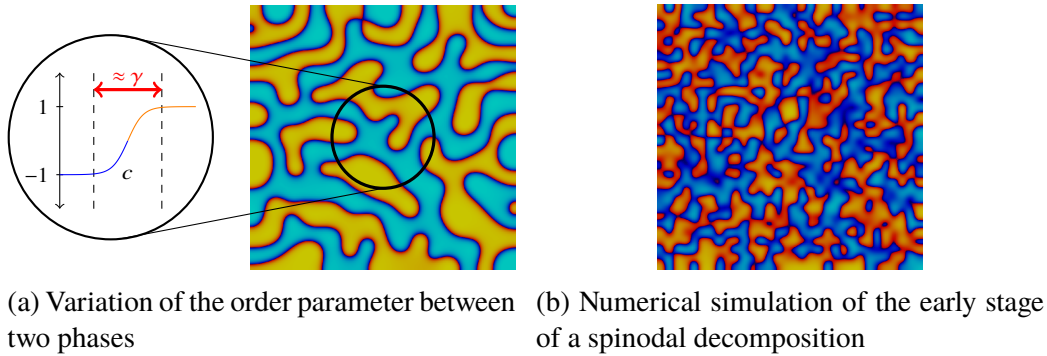 ≈ γ
1
−1
c
(a) Variation of the order parameter between
two phases
(b) Numerical simulation of the early stage
of a spinodal decomposition